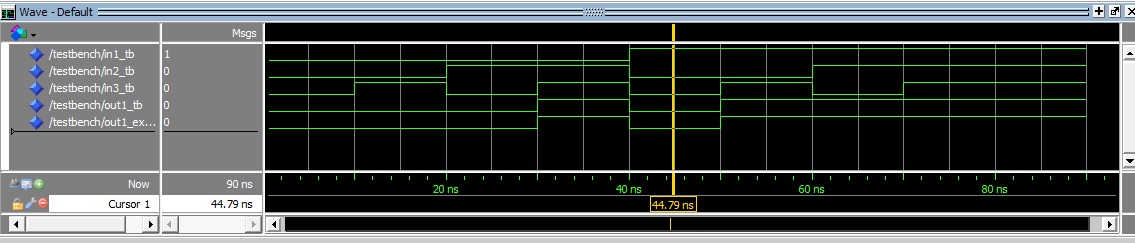 Wave - Default
Msgs
/testbench/in1_tb 1
/testbench/in2_tb 0
/testbench/in3_tb 0
/testbench/out1_tb 0
/testbench/out1_ex... 0
Now 90 ns 20 ns 40 ns 60 ns 80 ns
Cursor 1 44.79 ns 44.79 ns